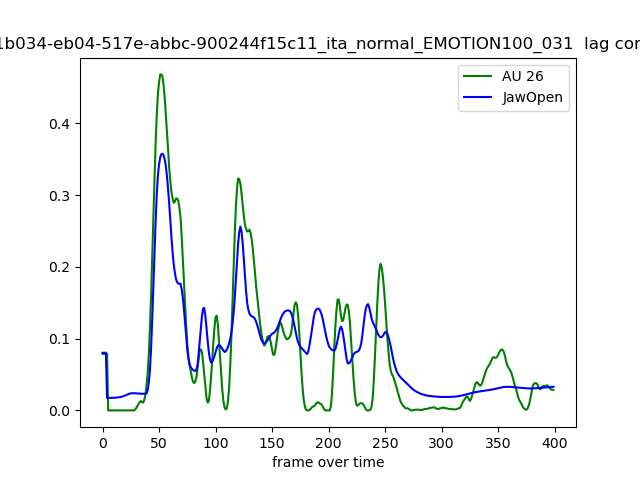 1b034-eb04-517e-abbc-900244f15c11_ita_normal_EMOTION100_031 lag cor
AU 26
JawOpen
0.4
0.3
0.2
0.1
0.0
0 50 100 150 200 250 300 350 400
frame over time